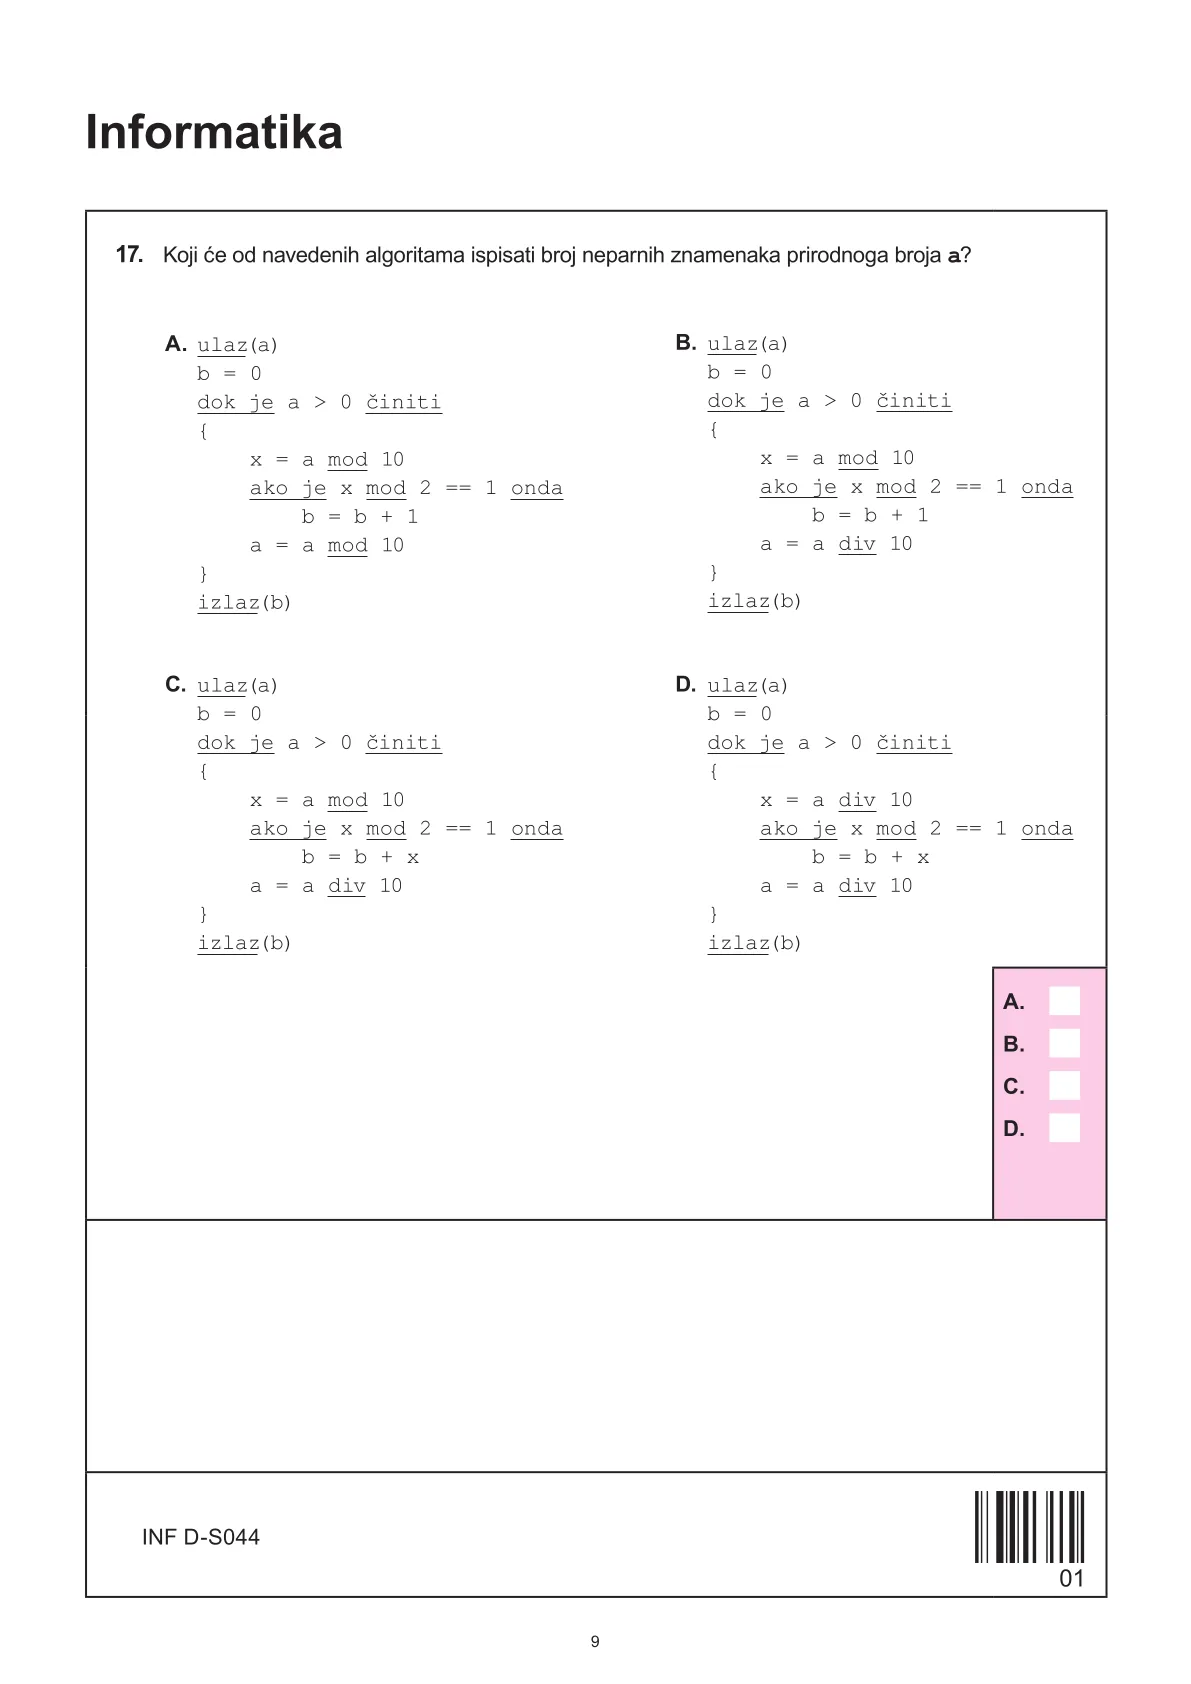 Informatika
17. Koji će od navedenih algoritama ispisati broj neparnih znamenaka prirodnoga broja a?
A. ulaz(a)
b = 0
dok je a > 0 činiti
{
x = a mod 10
ako je x mod 2 == 1 onda
b = b + 1
a = a mod 10
}
izlaz(b)
B. ulaz(a)
b = 0
dok je a > 0 činiti
{
x = a mod 10
ako je x mod 2 == 1 onda
b = b + 1
a = a div 10
}
izlaz(b)
C. ulaz(a)
b = 0
dok je a > 0 činiti
{
x = a mod 10
ako je x mod 2 == 1 onda
b = b + x
a = a div 10
}
izlaz(b)
D. ulaz(a)
b = 0
dok je a > 0 činiti
{
x = a div 10
ako je x mod 2 == 1 onda
b = b + x
a = a div 10
}
izlaz(b)
A.
B.
C.
D.
INF D-S044
01
9